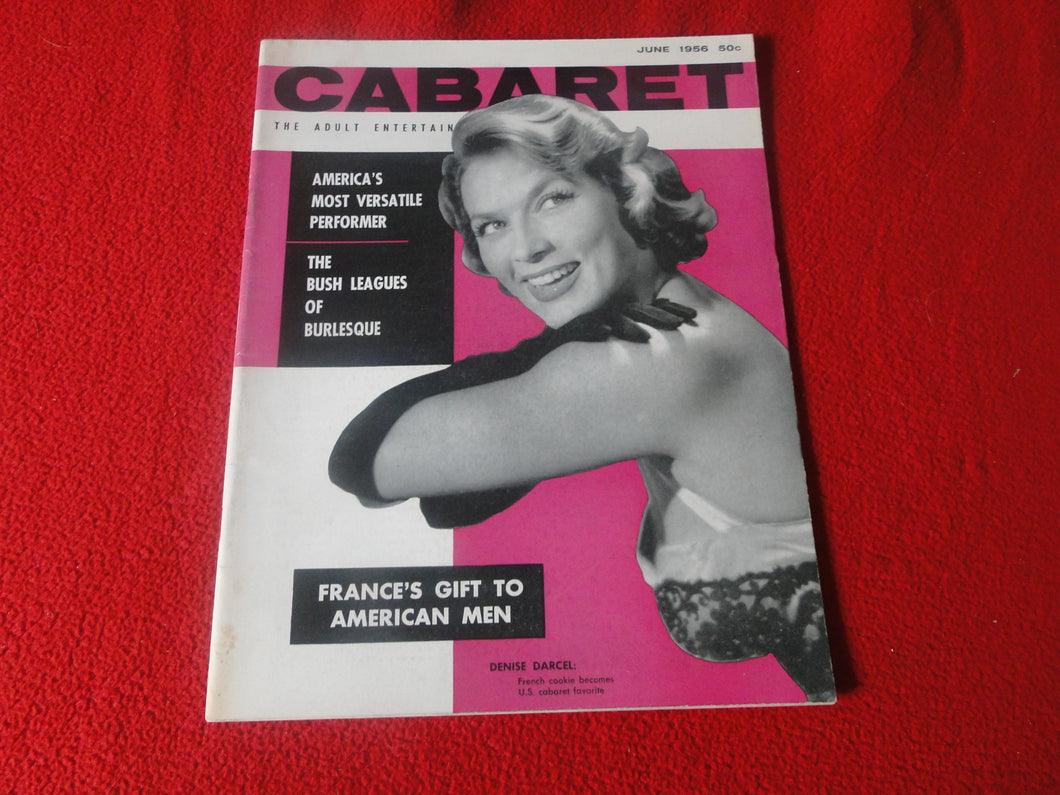 JUNE 1956 50c
CABARET
THE ADULT ENTERTAIN
AMERICA'S
MOST VERSATILE
PERFORMER
THE
BUSH LEAGUES
OF
BURLESQUE
FRANCE'S GIFT TO
AMERICAN MEN
DENISE DARCEL:
French cookie becomes
U.S. cabaret favorite